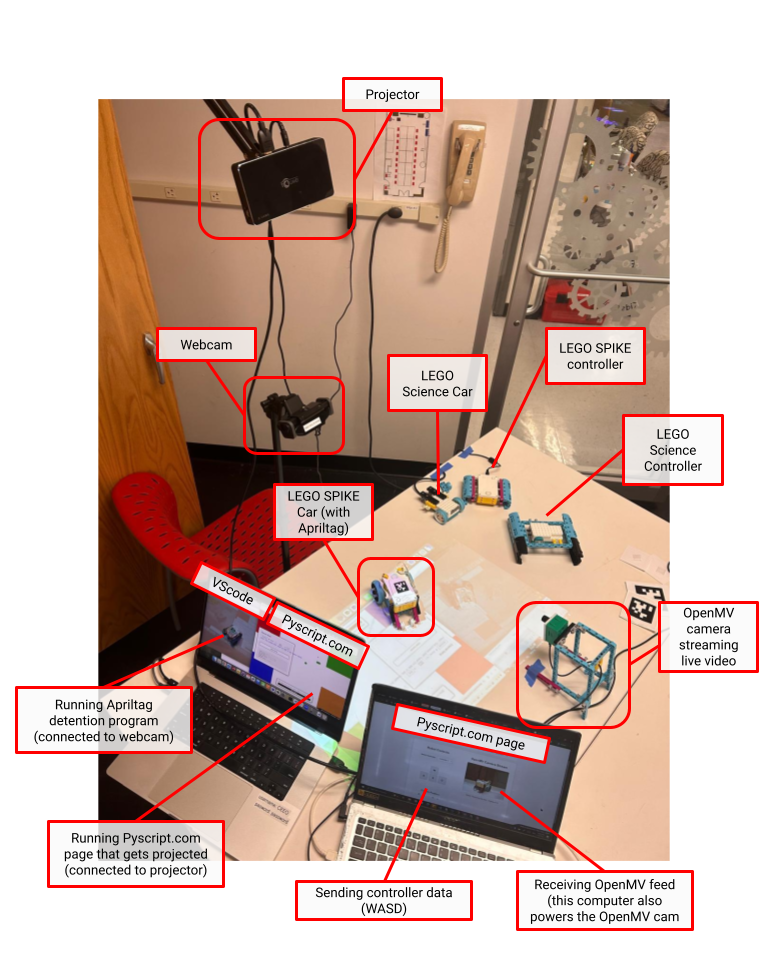 Projector
Webcam
LEGO
Science Car
LEGO SPIKE
controller
LEGO
Science
Controller
LEGO SPIKE
Car (with
Apriltag)
VScode
Pyscript.com
OpenMV
camera
streaming
live video
Running Apriltag
detention program
(connected to webcam)
Pyscript.com page
Running Pyscript.com
page that gets projected
(connected to projector)
Sending controller data
(WASD)
Receiving OpenMV feed
(this computer also
powers the OpenMV cam